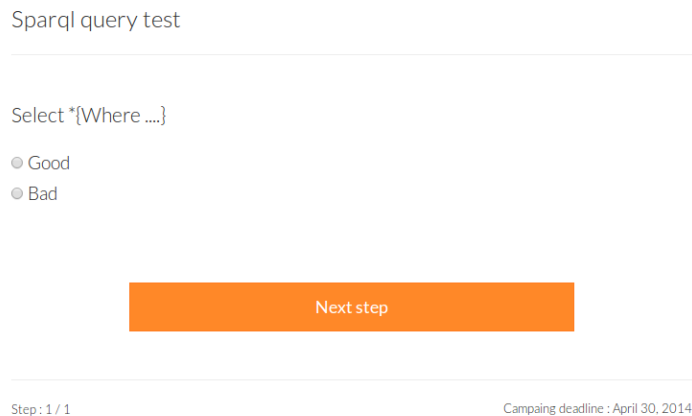 Sparql query test
Select *{Where ....}
Good
Bad
Next step
Step : 1 / 1
Campaing deadline : April 30, 2014